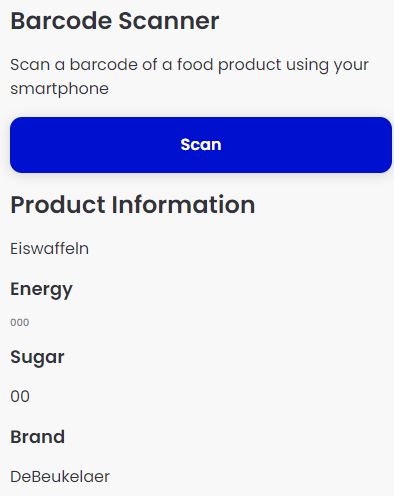 Barcode Scanner
Scan a barcode of a food product using your
smartphone
Scan
Product Information
Eiswaffeln
Energy
000
Sugar
00
Brand
DeBeukelaer